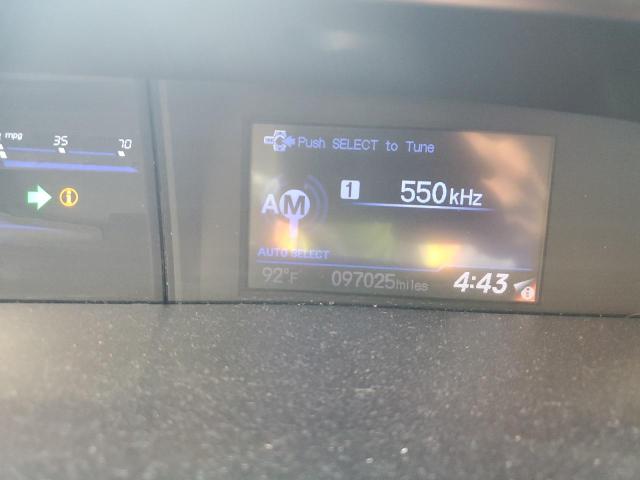 mpg 35 70
Push SELECT to Tune
AM 1 550kHz
AUTO SELECT
92°F 097025miles 4:43